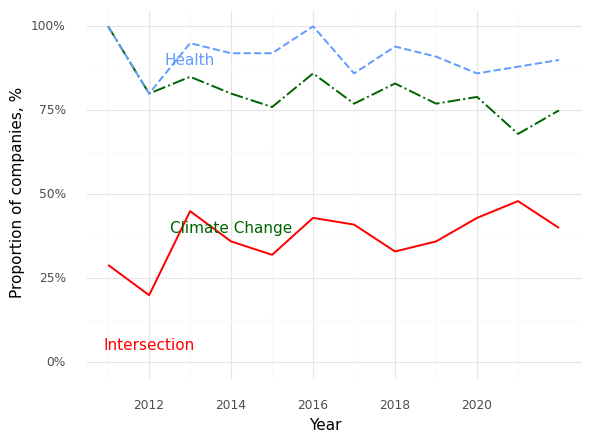 100%
Health
75%
50%
Climate Change
25%
Intersection
0%
2012 2014 2016 2018 2020
Year
Proportion of companies, %